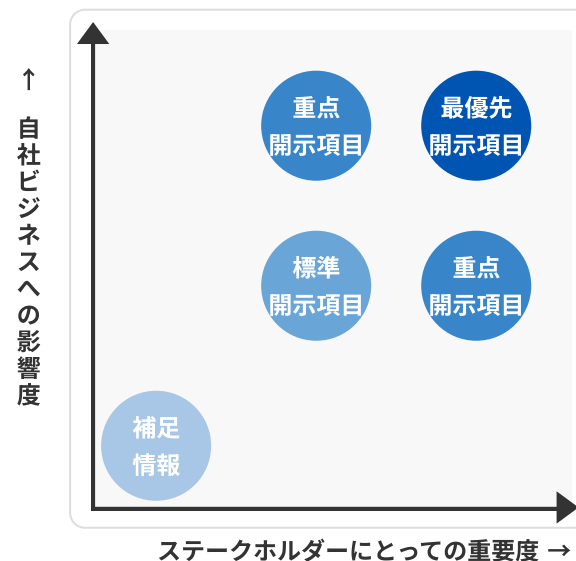 ↑ 自社ビジネスへの影響度
重点
開示項目
最優先
開示項目
標準
開示項目
重点
開示項目
補足
情報
ステークホルダーにとっての重要度 →